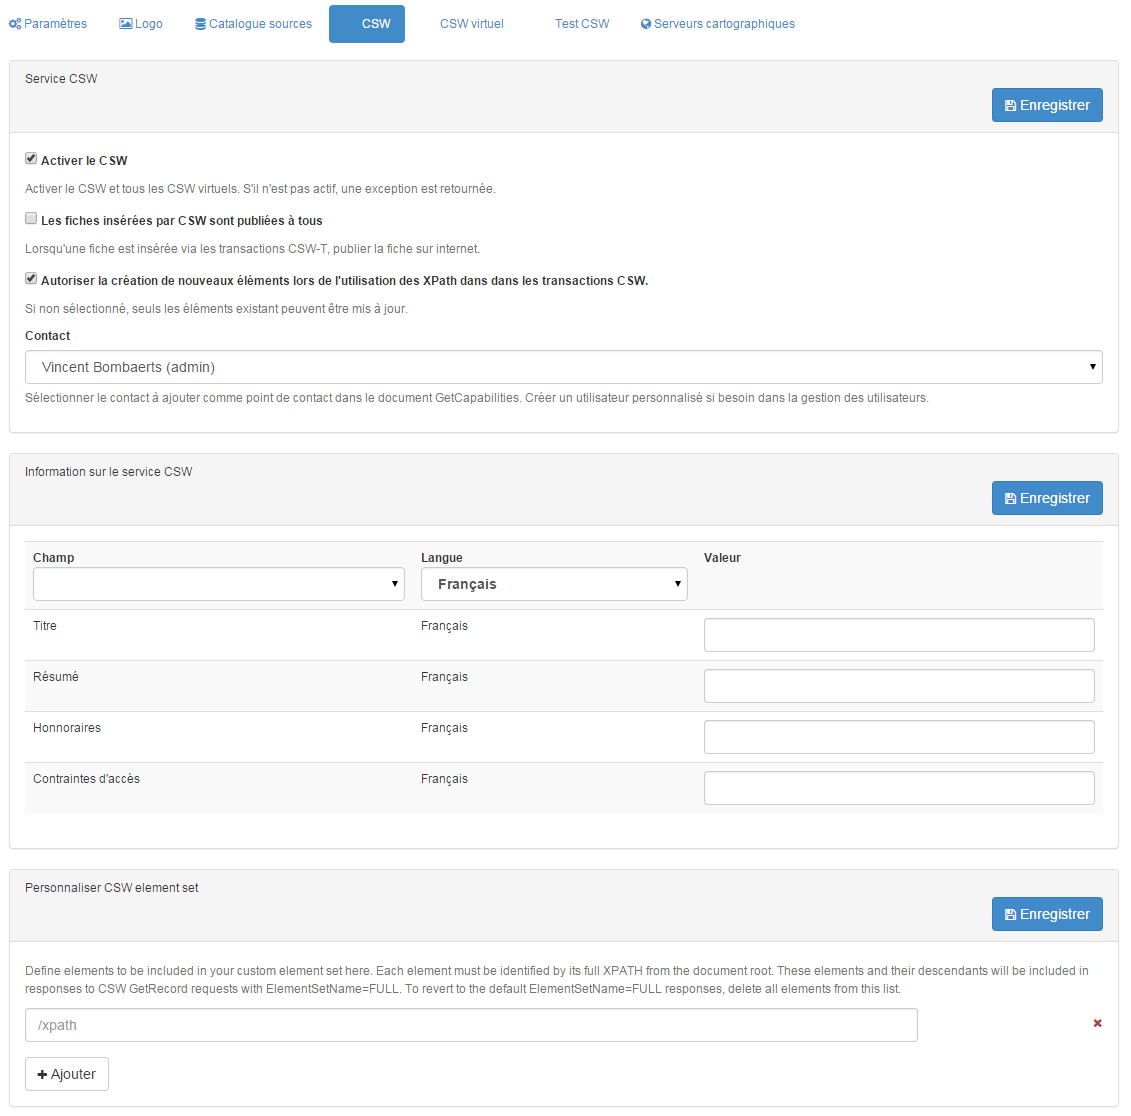 Paramètres Logo Catalogue sources CSW CSW virtuel Test CSW Serveurs cartographiques
Service CSW
Enregistrer
Activer le CSW
Activer le CSW et tous les CSW virtuels. S'il n'est pas actif, une exception est retournée.
Les fiches insérées par CSW sont publiées à tous
Lorsqu'une fiche est insérée via les transactions CSW-T, publier la fiche sur internet.
Autoriser la création de nouveaux éléments lors de l'utilisation des XPath dans dans les transactions CSW.
Si non sélectionné, seuls les éléments existant peuvent être mis à jour.
Contact
Vincent Bombaerts (admin)
Sélectionner le contact à ajouter comme point de contact dans le document GetCapabilities. Créer un utilisateur personnalisé si besoin dans la gestion des utilisateurs.
Information sur le service CSW
Enregistrer
Champ Langue Valeur
Français
Titre Français
Résumé Français
Honnoraires Français
Contraintes d'accès Français
Personnaliser CSW element set
Enregistrer
Define elements to be included in your custom element set here. Each element must be identified by its full XPATH from the document root. These elements and their descendants will be included in
responses to CSW GetRecord requests with ElementSetName=FULL. To revert to the default ElementSetName=FULL responses, delete all elements from this list.
/xpath
Ajouter